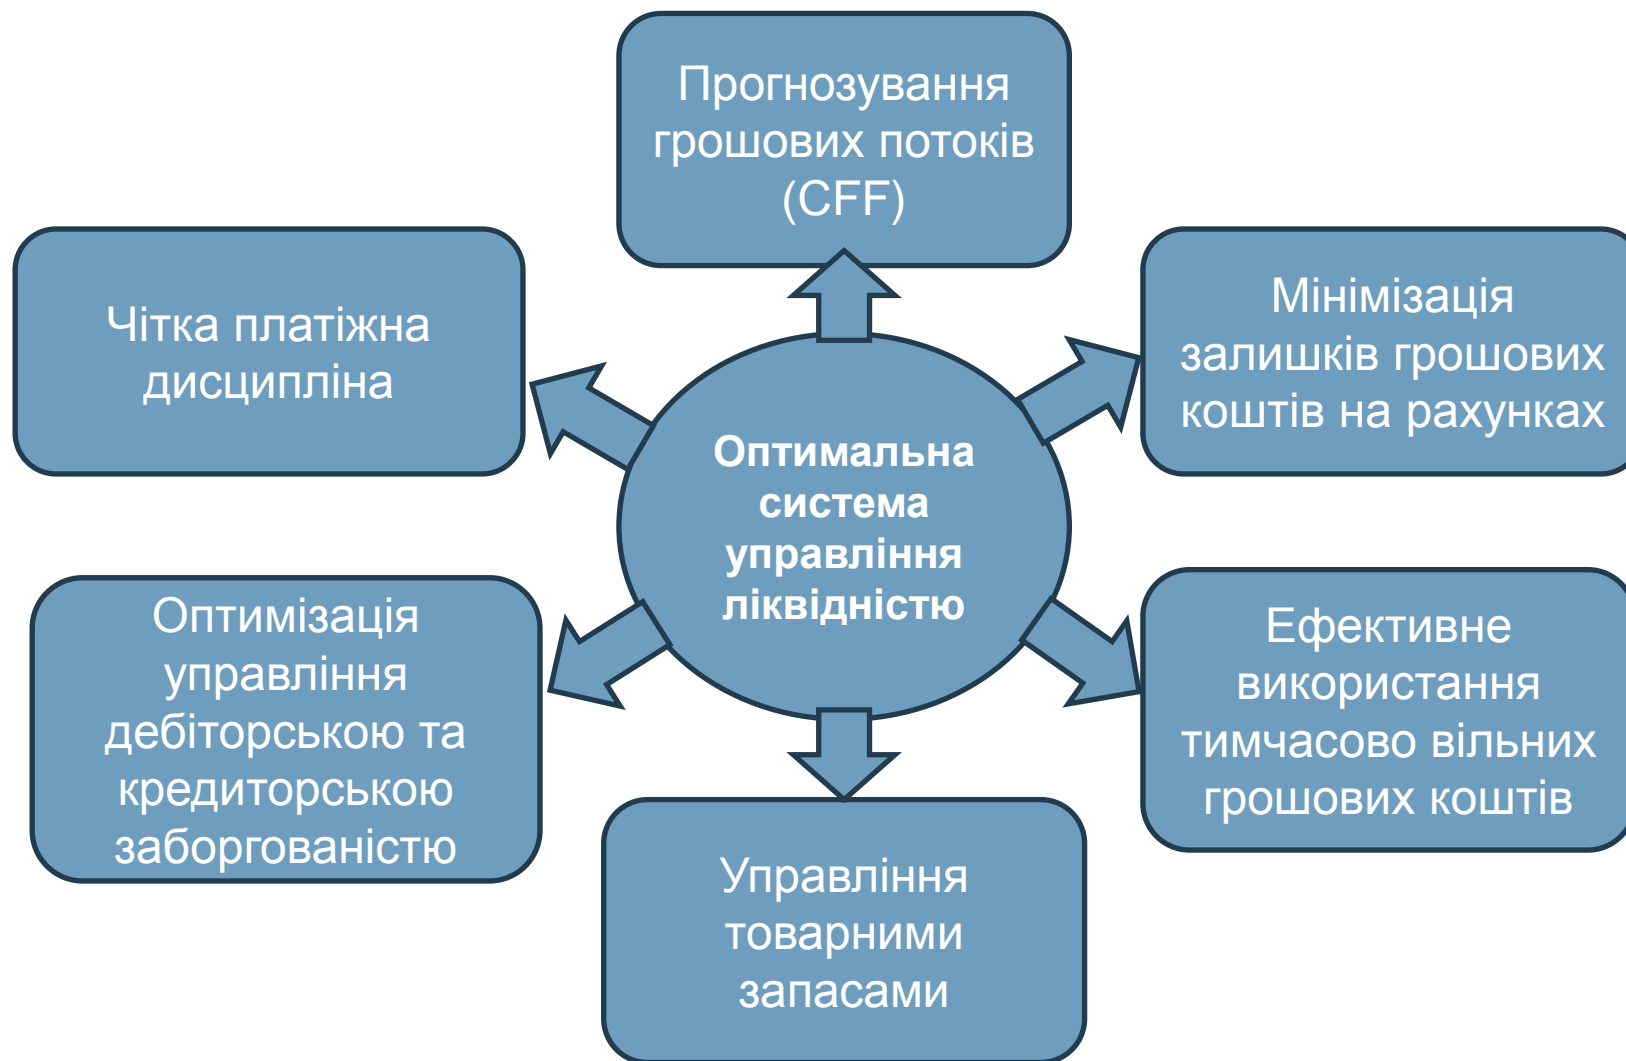 Прогнозування
грошових потоків
(CFF)
Чітка платіжна
дисципліна
Мінімізація
залишків грошових
коштів на рахунках
Оптимальна
система
управління
ліквідністю
Оптимізація
управління
дебіторською та
кредиторською
заборгованістю
Ефективне
використання
тимчасово вільних
грошових коштів
Управління
товарними
запасами